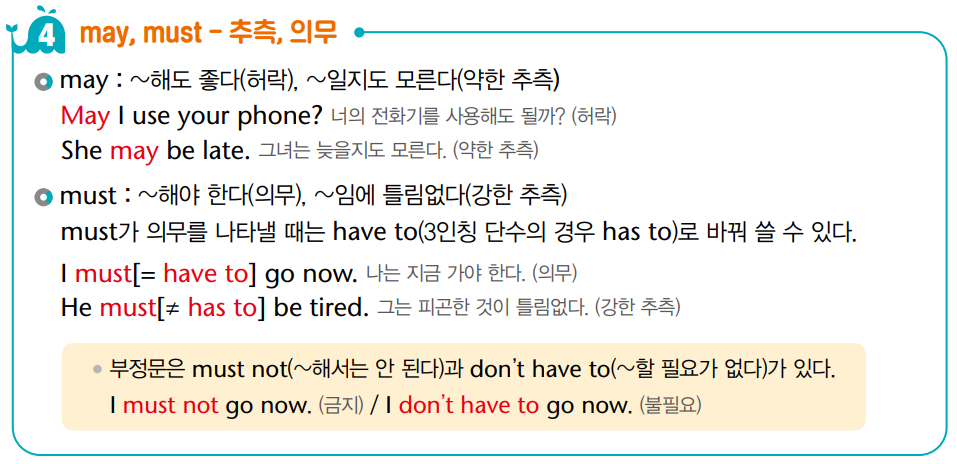 4 may, must – 추측, 의무
may : ~해도 좋다(허락), ~일지도 모른다(약한 추측)
May I use your phone? 너의 전화기를 사용해도 될까? (허락)
She may be late. 그녀는 늦을지도 모른다. (약한 추측)
must : ~해야 한다(의무), ~임에 틀림없다(강한 추측)
must가 의무를 나타낼 때는 have to(3인칭 단수의 경우 has to)로 바꿔 쓸 수 있다.
I must[= have to] go now. 나는 지금 가야 한다. (의무)
He must[≠ has to] be tired. 그는 피곤한 것이 틀림없다. (강한 추측)
• 부정문은 must not(~해서는 안 된다)과 don't have to(~할 필요가 없다)가 있다.
I must not go now. (금지) / I don't have to go now. (불필요)